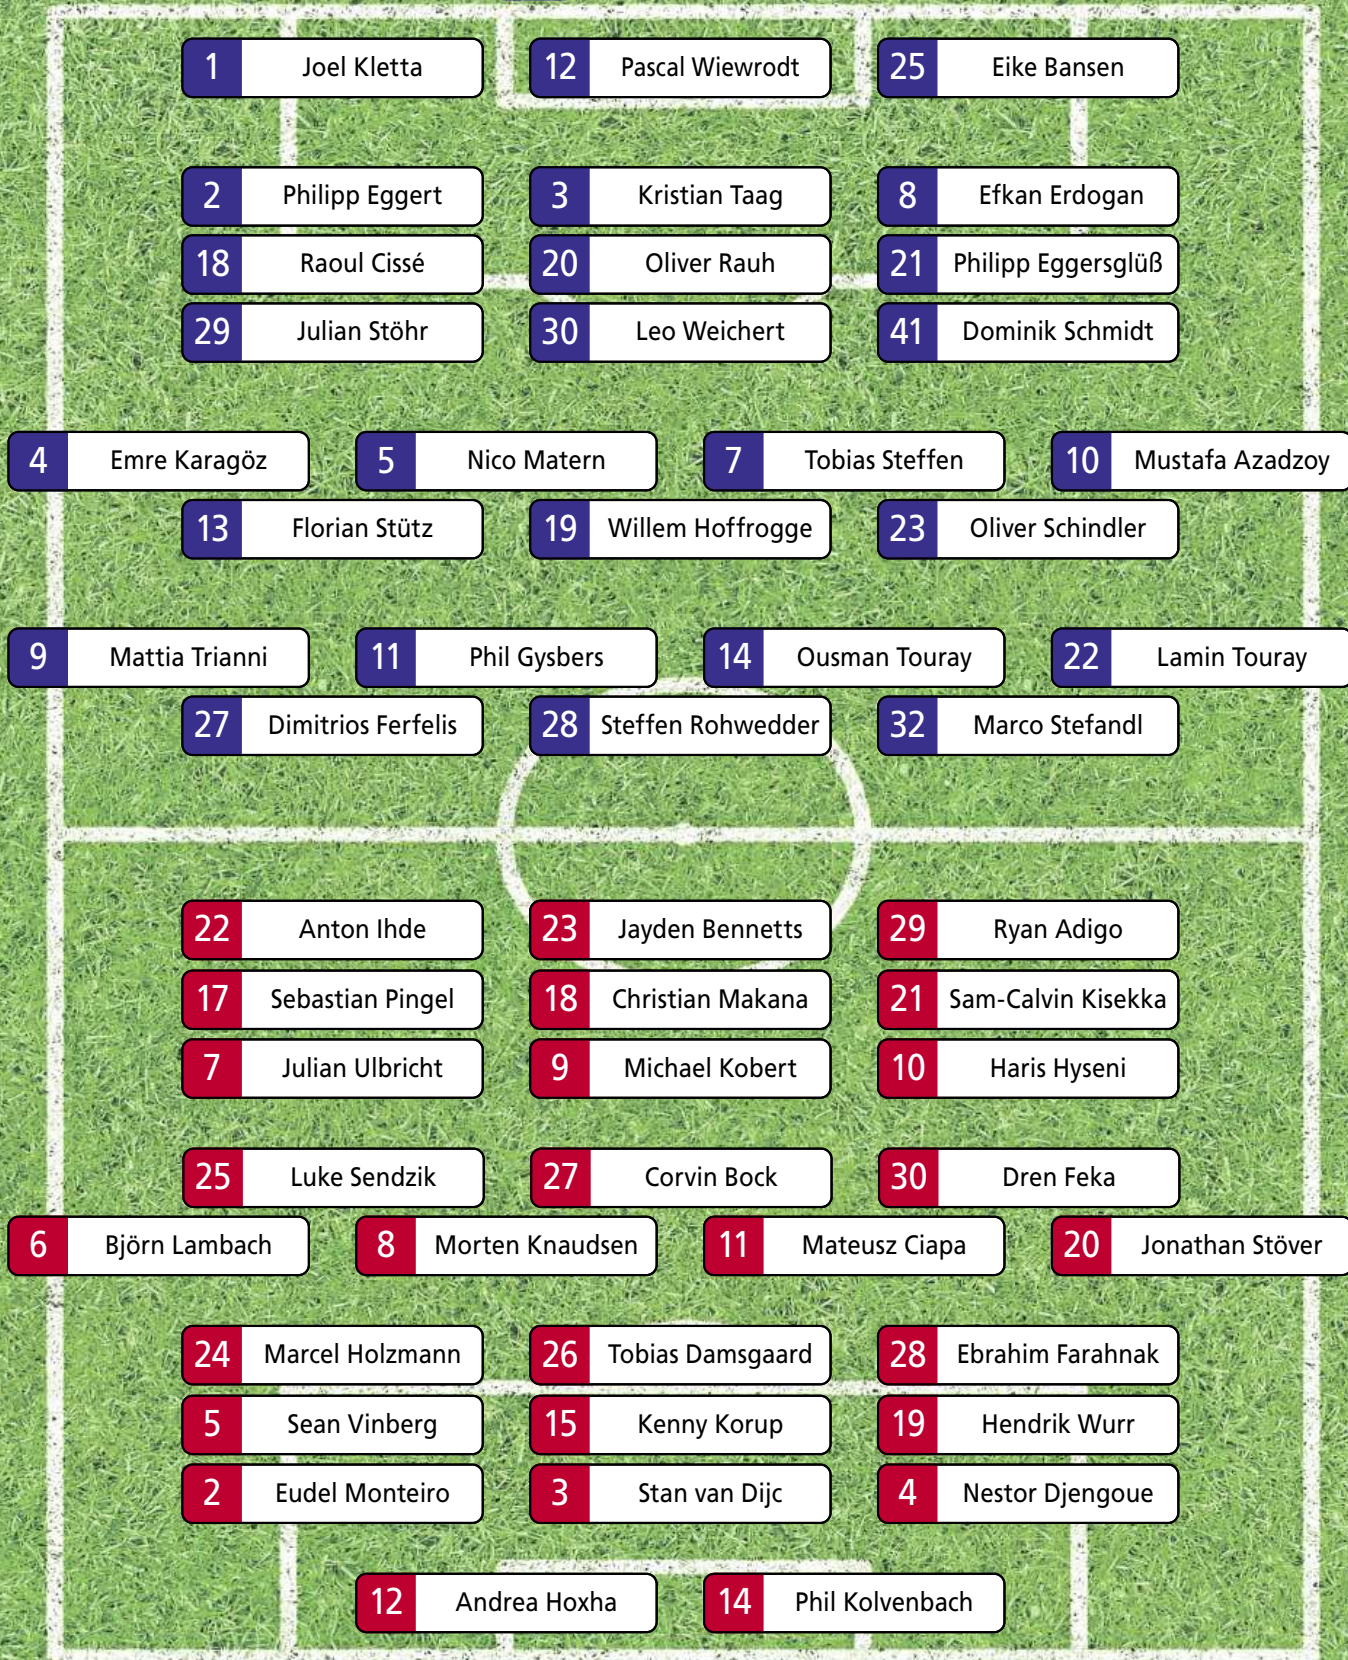 1 Joel Kletta 12 Pascal Wiewrodt 25 Eike Bansen
2 Philipp Eggert 3 Kristian Taag 8 Efkan Erdogan
18 Raoul Cissé 20 Oliver Rauh 21 Philipp Eggersglüß
29 Julian Stöhr 30 Leo Weichert 41 Dominik Schmidt
4 Emre Karagöz 5 Nico Matern 7 Tobias Steffen 10 Mustafa Azadzoy
13 Florian Stütz 19 Willem Hoffrogge 23 Oliver Schindler
9 Mattia Trianni 11 Phil Gysbers 14 Ousman Touray 22 Lamin Touray
27 Dimitrios Ferfelis 28 Steffen Rohwedder 32 Marco Stefandl
22 Anton Ihde 23 Jayden Bennetts 29 Ryan Adigo
17 Sebastian Pingel 18 Christian Makana 21 Sam-Calvin Kisekka
7 Julian Ulbricht 9 Michael Kobert 10 Haris Hyseni
25 Luke Sendzik 27 Corvin Bock 30 Dren Feka
6 Björn Lambach 8 Morten Knaudsen 11 Mateusz Ciapa 20 Jonathan Stöver
24 Marcel Holzmann 26 Tobias Damsgaard 28 Ebrahim Farahnak
5 Sean Vinberg 15 Kenny Korup 19 Hendrik Wurr
2 Eudel Monteiro 3 Stan van Dijc 4 Nestor Djengoue
12 Andrea Hoxha 14 Phil Kolvenbach